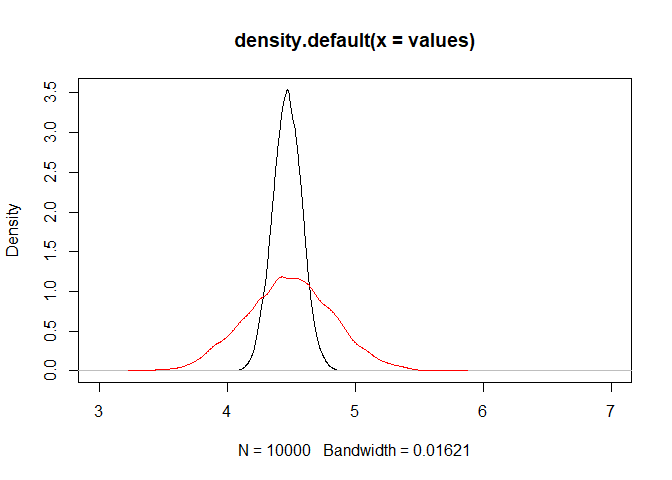 density.default(x = values)
Density
3.5
3.0
2.5
2.0
1.5
1.0
0.5
0.0
3 4 5 6 7
N = 10000 Bandwidth = 0.01621